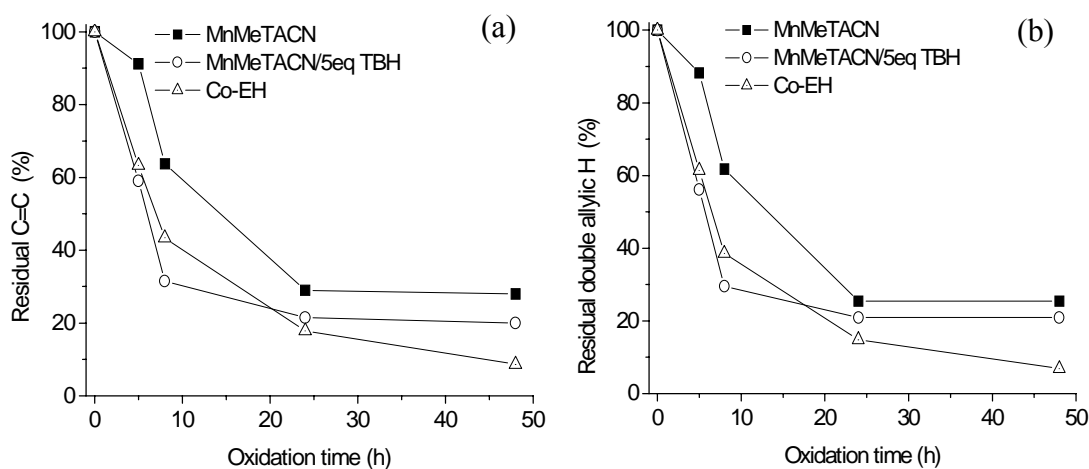 (a)
MnMeTACN
MnMeTACN/5eq TBH
Co-EH
100
80
60
40
20
0
Residual C=C (%)
0 10 20 30 40 50
Oxidation time (h)
(b)
MnMeTACN
MnMeTACN/5eq TBH
Co-EH
100
80
60
40
20
0
Residual double allylic H (%)
0 10 20 30 40 50
Oxidation time (h)